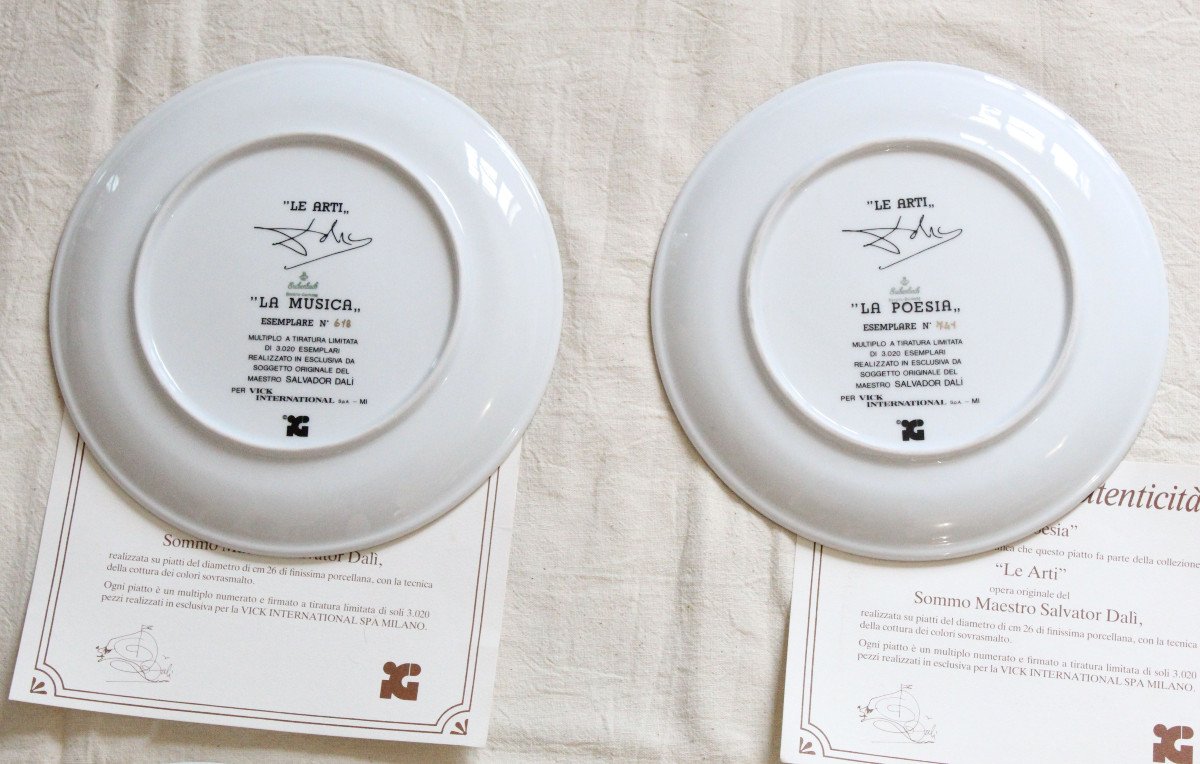 "LE ARTI„
"LA MUSICA„
ESEMPLARE N° 618
MULTIPLO A TIRATURA LIMITATA
DI 3.020 ESEMPLARI
REALIZZATO IN ESCLUSIVA DA
SOGGETTO ORIGINALE DEL
MAESTRO SALVADOR DALÌ
PER VICK
INTERNATIONAL S.p.A. – MI
Sommo Salvator Dalì,
realizzata su piatti del diametro di cm 26 di finissima porcellana, con la tecnica
della cottura dei colori sovrasmalto.
Ogni piatto è un multiplo numerato e firmato a tiratura limitata di soli 3.020
pezzi realizzati in esclusiva per la VICK INTERNATIONAL SPA MILANO.
"LE ARTI„
"LA POESIA„
ESEMPLARE N°
MULTIPLO A TIRATURA LIMITATA
DI 3.020 ESEMPLARI
REALIZZATO IN ESCLUSIVA DA
SOGGETTO ORIGINALE DEL
MAESTRO SALVADOR DALÌ
PER VICK
INTERNATIONAL S.p.A. – MI
utenticità
esia"
che questo piatto fa parte della collezione
"Le Arti"
opera originale del
Sommo Maestro Salvator Dalì,
realizzata su piatti del diametro di cm 26 di finissima porcellana, con la tecnica
della cottura dei colori sovrasmalto.
Ogni piatto è un multiplo numerato e firmato a tiratura limitata di soli 3.020
pezzi realizzati in esclusiva per la VICK INTERNATIONAL SPA MILANO.